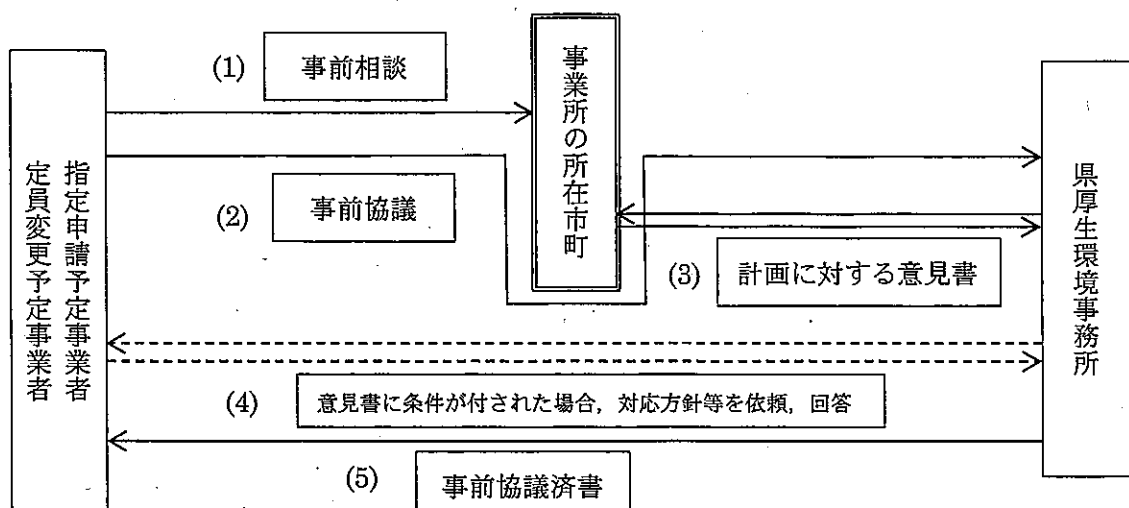 指定申請予定事業者
定員変更予定事業者
(1)
事前相談
事業所の所在市町
(2)
事前協議
(3)
計画に対する意見書
県厚生環境事務所
(4)
意見書に条件が付された場合，対応方針等を依頼，回答
(5)
事前協議済書